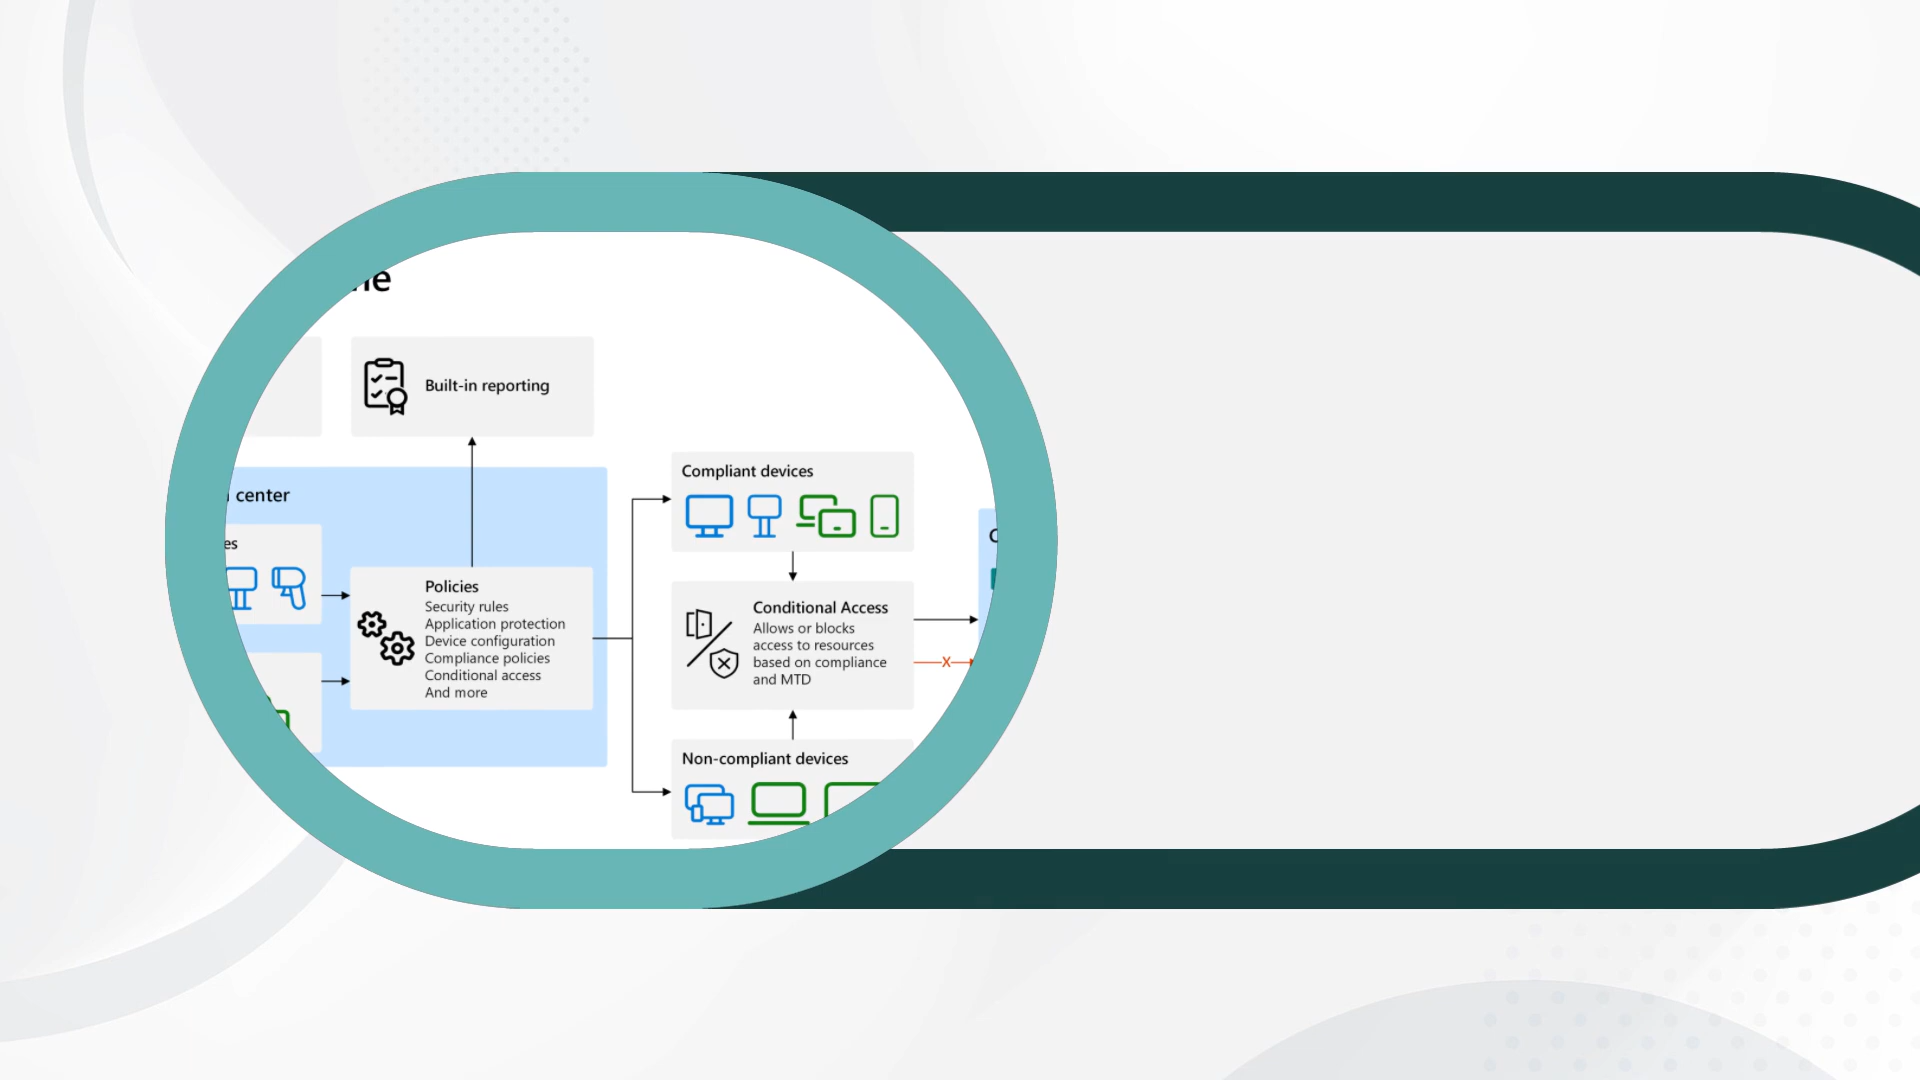 Built-in reporting
center
Policies
Security rules
Application protection
Device configuration
Compliance policies
Conditional access
And more
Compliant devices
Conditional Access
Allows or blocks
access to resources
based on compliance
and MTD
X
Non-compliant devices